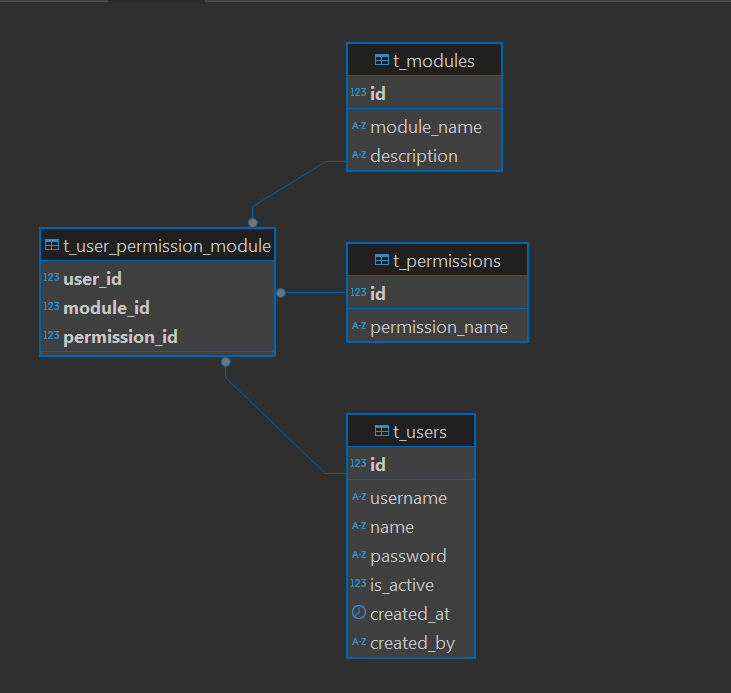 t_modules
123 id
A-Z module_name
A-Z description
t_user_permission_module
123 user_id
123 module_id
123 permission_id
t_permissions
123 id
A-Z permission_name
t_users
123 id
A-Z username
A-Z name
A-Z password
123 is_active
created_at
A-Z created_by